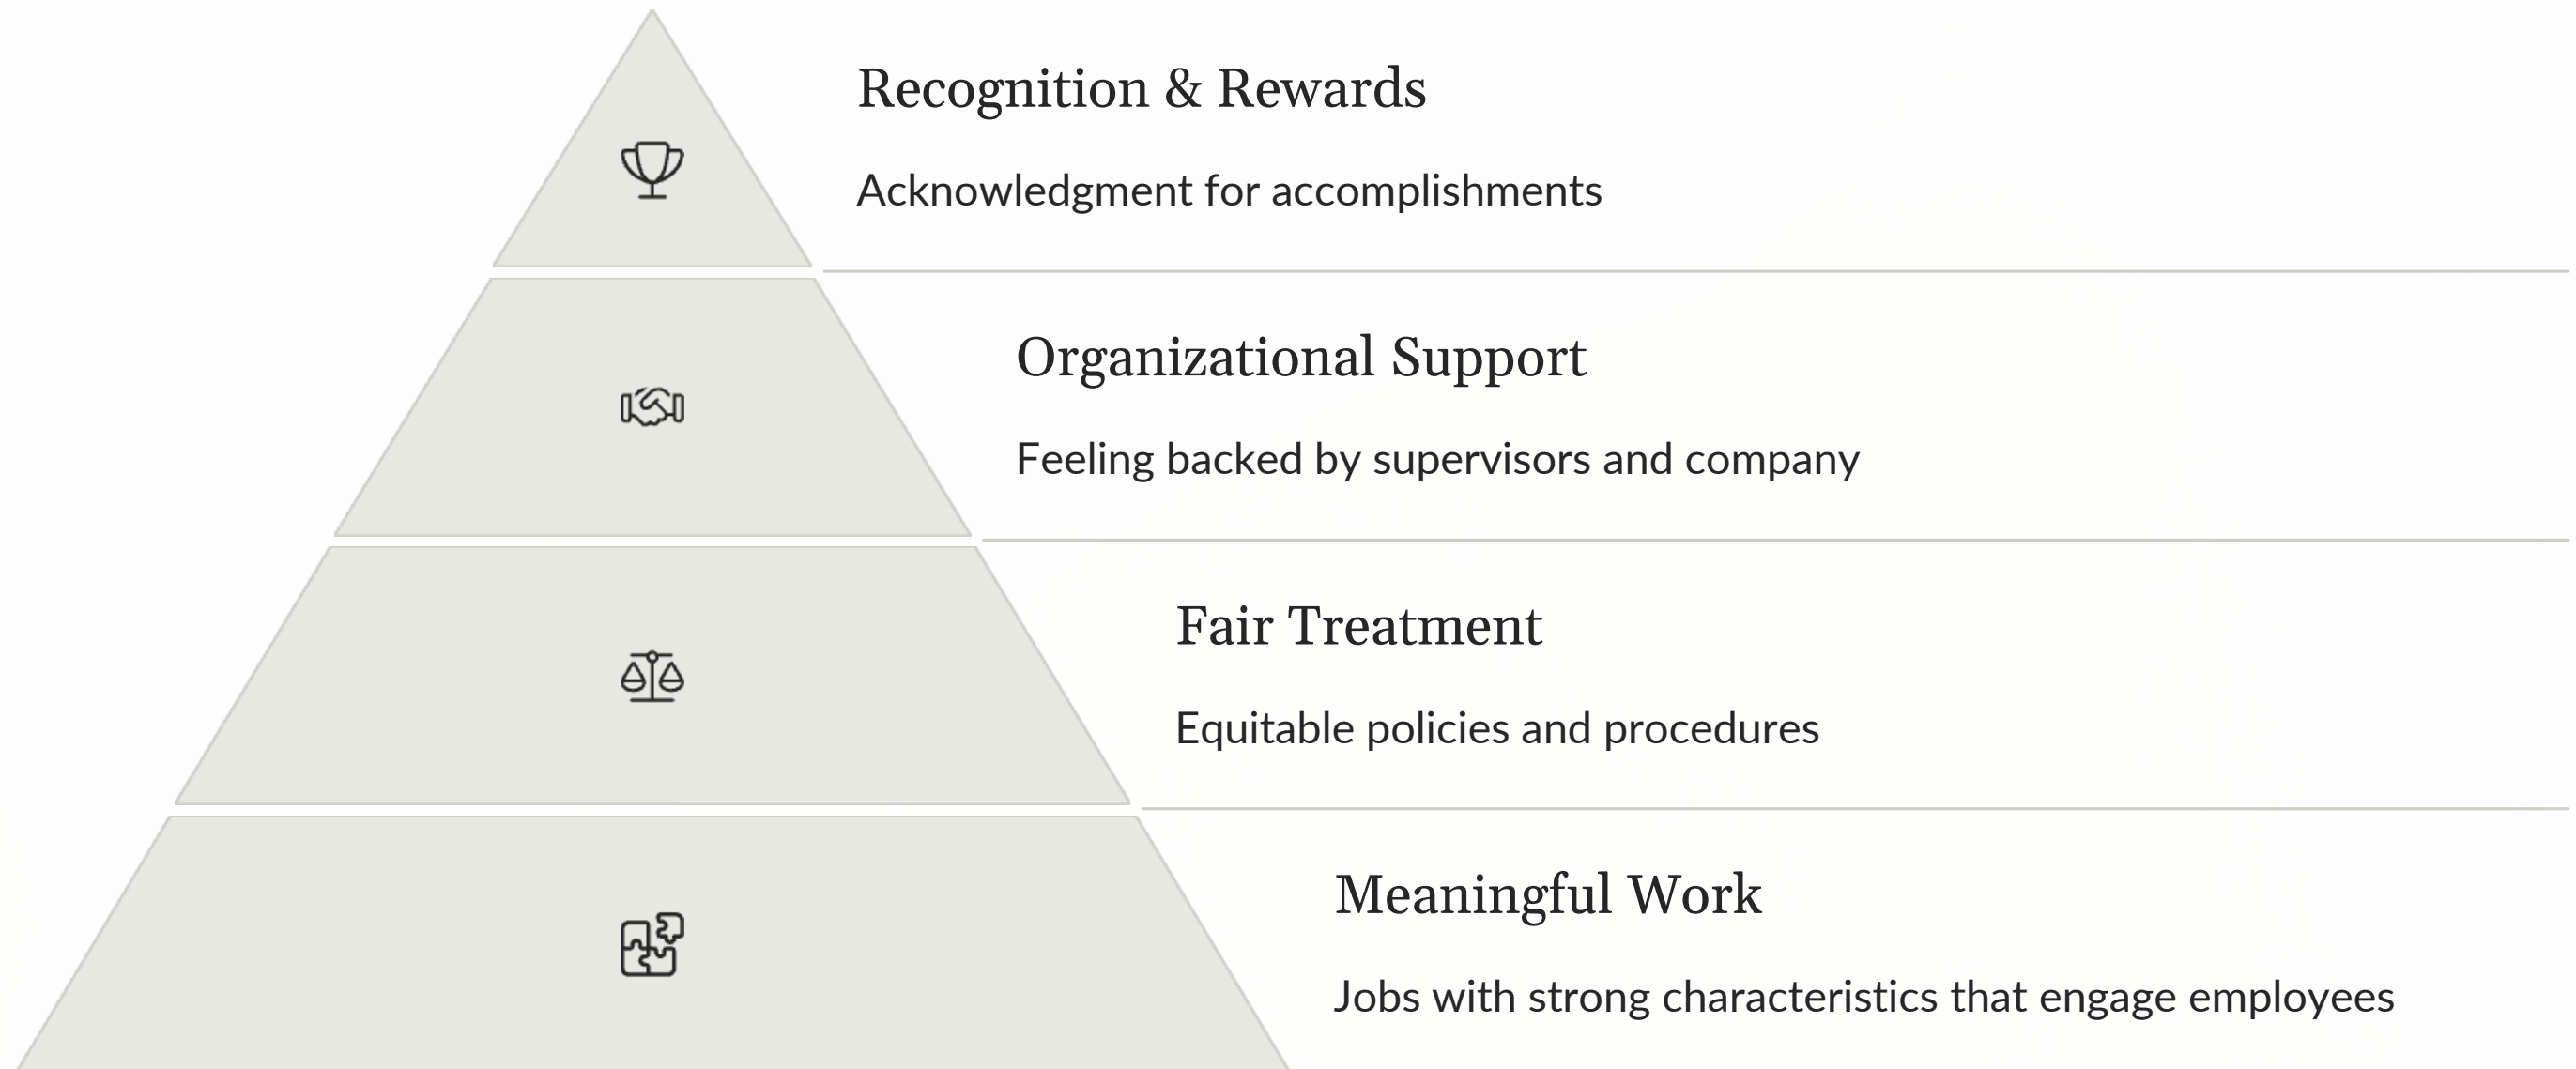 Recognition & Rewards
Acknowledgment for accomplishments
Organizational Support
Feeling backed by supervisors and company
Fair Treatment
Equitable policies and procedures
Meaningful Work
Jobs with strong characteristics that engage employees